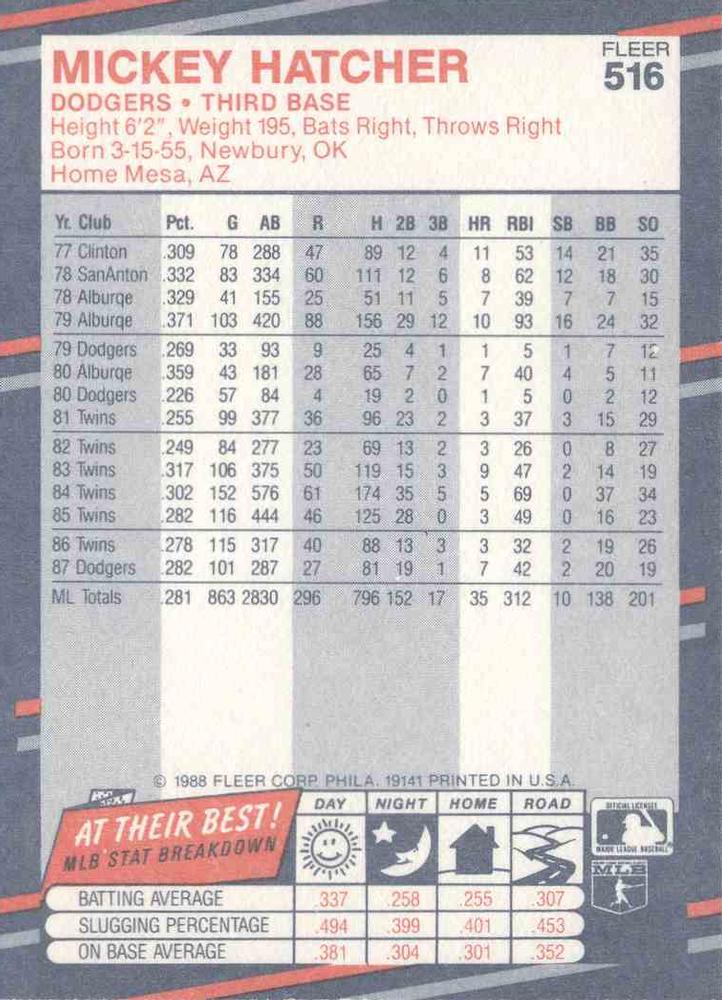 MICKEY HATCHER
FLEER
516
DODGERS • THIRD BASE
Height 6'2", Weight 195, Bats Right, Throws Right
Born 3-15-55, Newbury, OK
Home Mesa, AZ
Yr. Club Pct. G AB R H 2B 3B HR RBI SB BB SO
77 Clinton .309 78 288 47 89 12 4 11 53 14 21 35
78 SanAnton .332 83 334 60 111 12 6 8 62 12 18 30
78 Alburqe .329 41 155 25 51 11 5 7 39 7 7 15
79 Alburqe .371 103 420 88 156 29 12 10 93 16 24 32
79 Dodgers .269 33 93 9 25 4 1 1 5 1 7 12
80 Alburqe .359 43 181 28 65 7 2 7 40 4 5 11
80 Dodgers .226 57 84 4 19 2 0 1 5 0 2 12
81 Twins .255 99 377 36 96 23 2 3 37 3 15 29
82 Twins .249 84 277 23 69 13 2 3 26 0 8 27
83 Twins .317 106 375 50 119 15 3 9 47 2 14 19
84 Twins .302 152 576 61 174 35 5 5 69 0 37 34
85 Twins .282 116 444 46 125 28 0 3 49 0 16 23
86 Twins .278 115 317 40 88 13 3 3 32 2 19 26
87 Dodgers .282 101 287 27 81 19 1 7 42 2 20 19
ML Totals .281 863 2830 296 796 152 17 35 312 10 138 201
© 1988 FLEER CORP. PHILA. 19141 PRINTED IN U.S.A.
AT THEIR BEST!
MLB STAT BREAKDOWN
DAY NIGHT HOME ROAD
OFFICIAL LICENSEE
MAJOR LEAGUE BASEBALL
MLB
BATTING AVERAGE .337 .258 .255 .307
SLUGGING PERCENTAGE .494 .399 .401 .453
ON BASE AVERAGE .381 .304 .301 .352